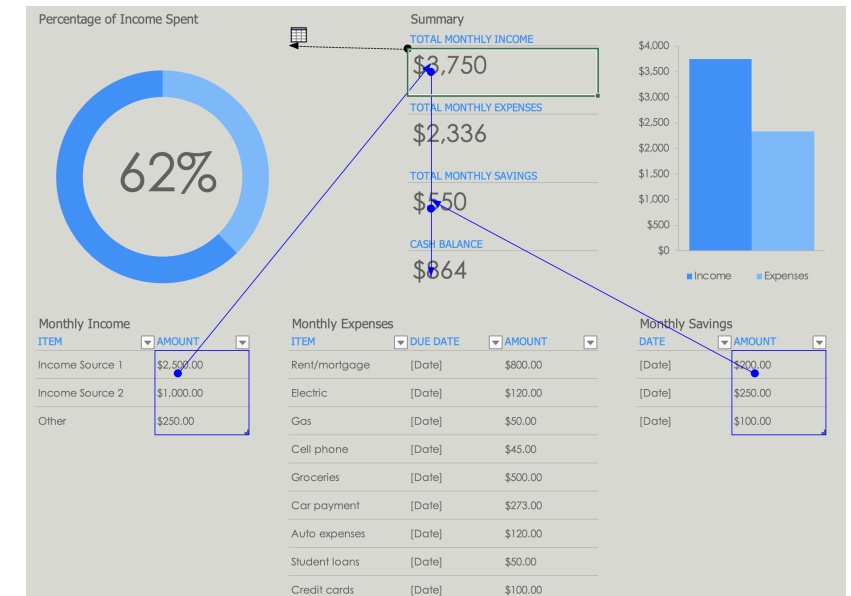 Percentage of Income Spent
62%
Summary
TOTAL MONTHLY INCOME
$3,750
TOTAL MONTHLY EXPENSES
$2,336
TOTAL MONTHLY SAVINGS
$550
CASH BALANCE
$864
$4,000
$3,500
$3,000
$2,500
$2,000
$1,500
$1,000
$500
$0
Income Expenses
Monthly Income
ITEM AMOUNT
Income Source 1 $2,500.00
Income Source 2 $1,000.00
Other $250.00
Monthly Expenses
ITEM DUE DATE AMOUNT
Rent/mortgage [Date] $800.00
Electric [Date] $120.00
Gas [Date] $50.00
Cell phone [Date] $45.00
Groceries [Date] $500.00
Car payment [Date] $273.00
Auto expenses [Date] $120.00
Student loans [Date] $50.00
Credit cards [Date] $100.00
Monthly Savings
DATE AMOUNT
[Date] $200.00
[Date] $250.00
[Date] $100.00